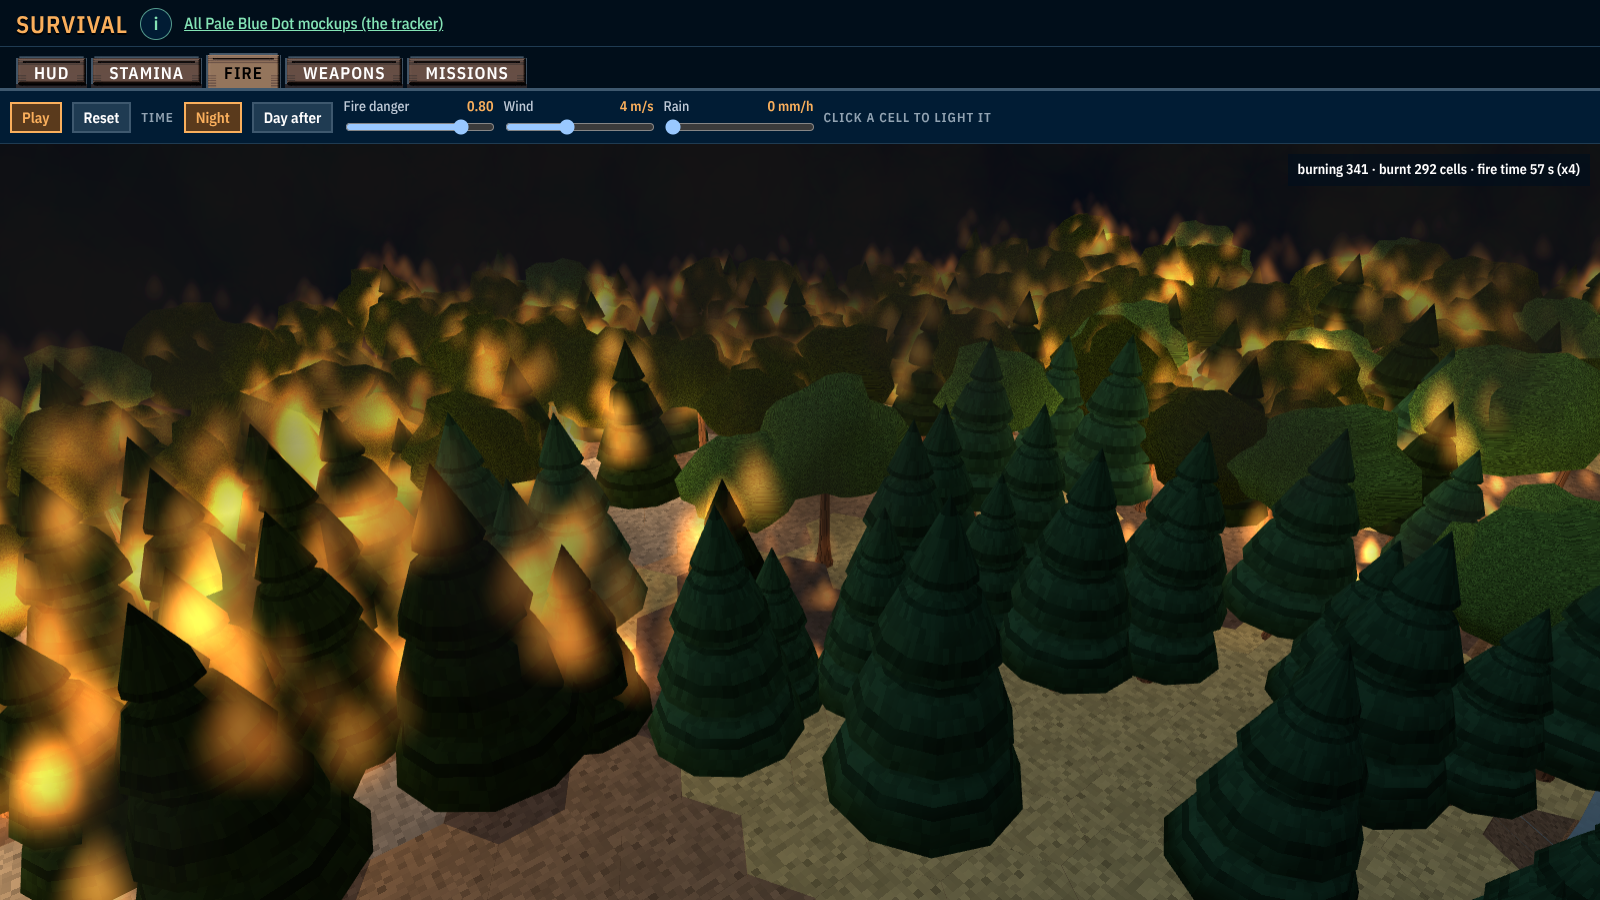 SURVIVAL i All Pale Blue Dot mockups (the tracker)
HUD STAMINA FIRE WEAPONS MISSIONS
Play Reset TIME Night Day after Fire danger 0.80 Wind 4 m/s Rain 0 mm/h CLICK A CELL TO LIGHT IT
burning 341 · burnt 292 cells · fire time 57 s (x4)